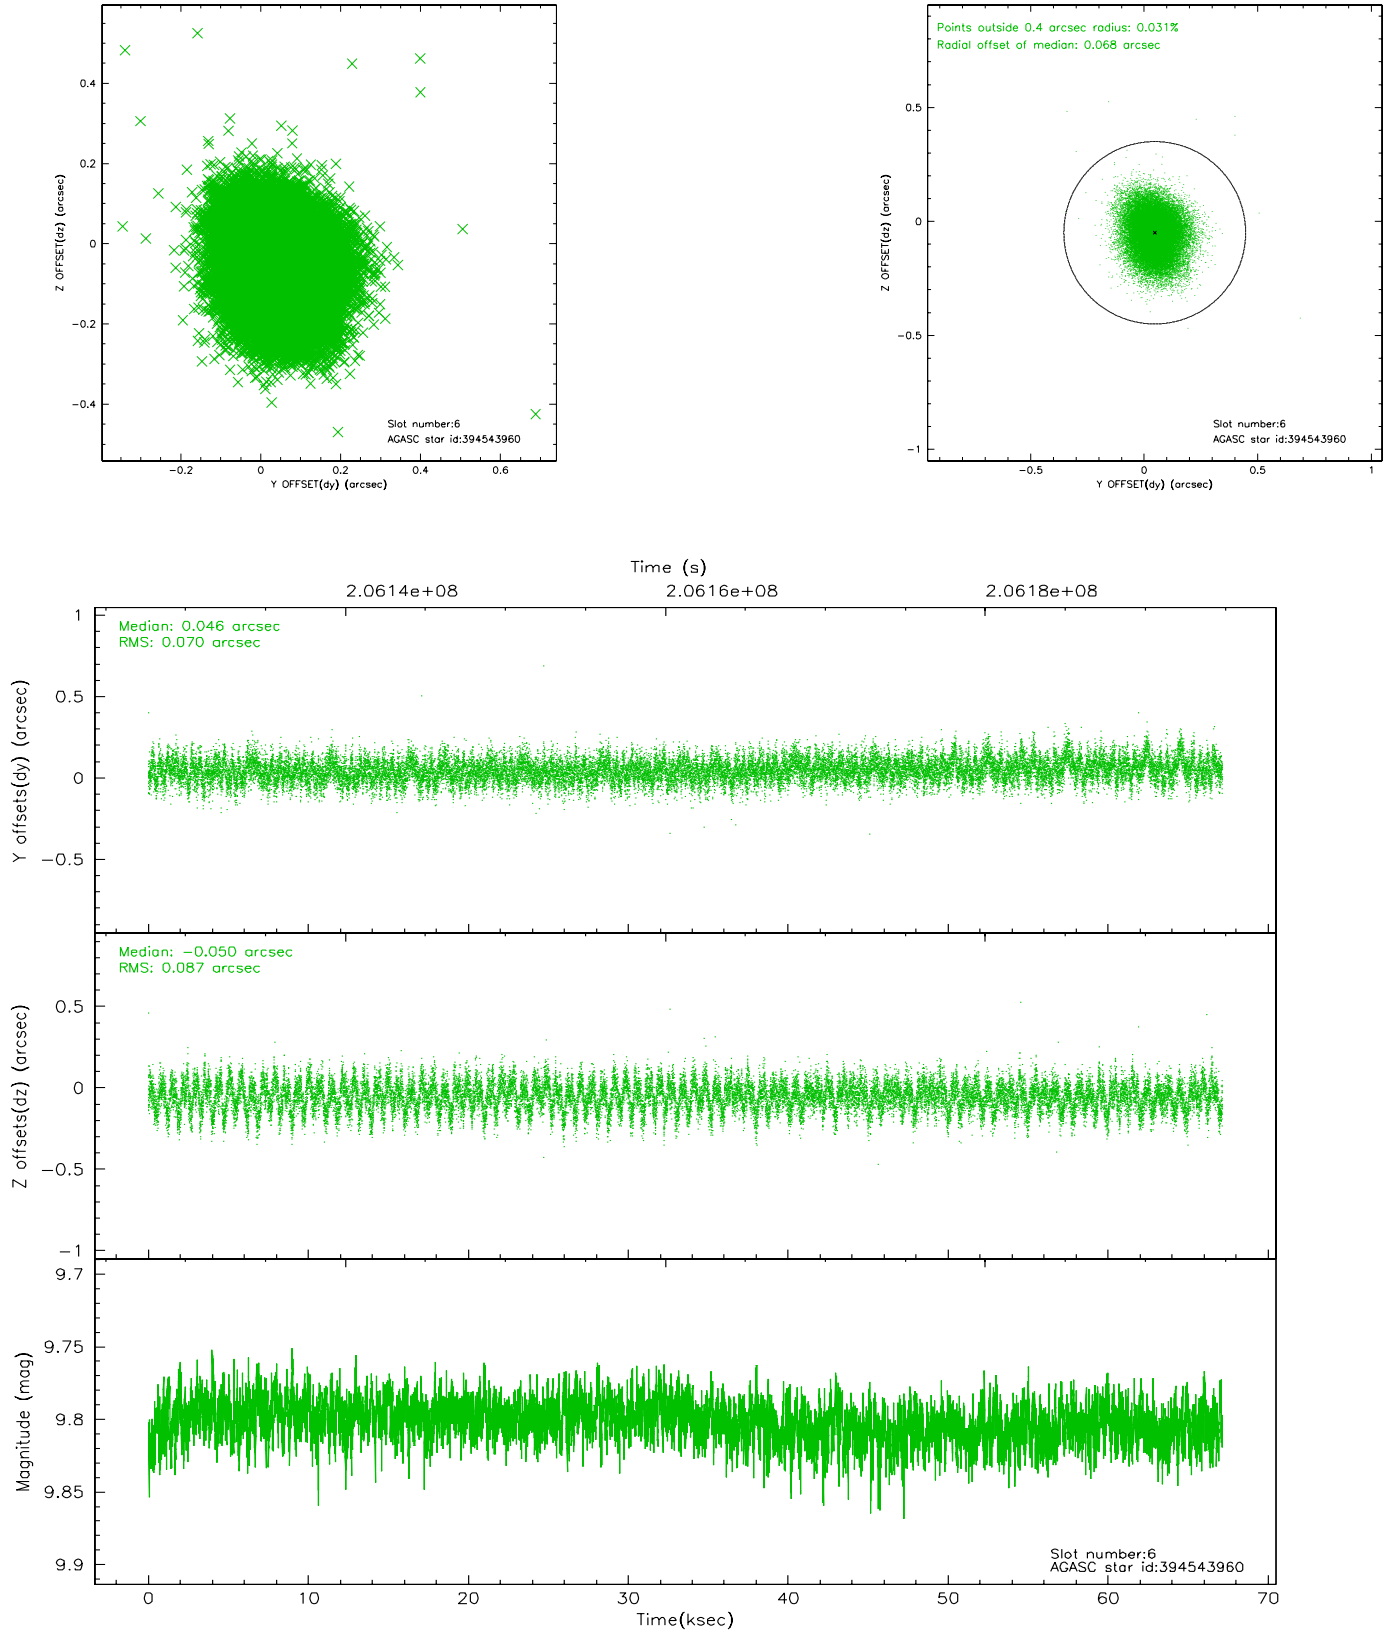 0.4
0.2
0
−0.2
−0.4
Z OFFSET(dz) (arcsec)
Slot number:6
AGASC star id:394543960
−0.2 0 0.2 0.4 0.6
Y OFFSET(dy) (arcsec)
Points outside 0.4 arcsec radius: 0.031%
Radial offset of median: 0.068 arcsec
0.5
0
−0.5
−1
Z OFFSET(dz) (arcsec)
Slot number:6
AGASC star id:394543960
−0.5 0 0.5 1
Y OFFSET(dy) (arcsec)
Time (s)
2.0614e+08 2.0616e+08 2.0618e+08
Median: 0.046 arcsec
RMS: 0.070 arcsec
1
0.5
0
−0.5
Y offsets(dy) (arcsec)
Median: −0.050 arcsec
RMS: 0.087 arcsec
0.5
0
−0.5
−1
Z offsets(dz) (arcsec)
9.7
9.75
9.8
9.85
9.9
Magnitude (mag)
Slot number:6
AGASC star id:394543960
0 10 20 30 40 50 60 70
Time(ksec)